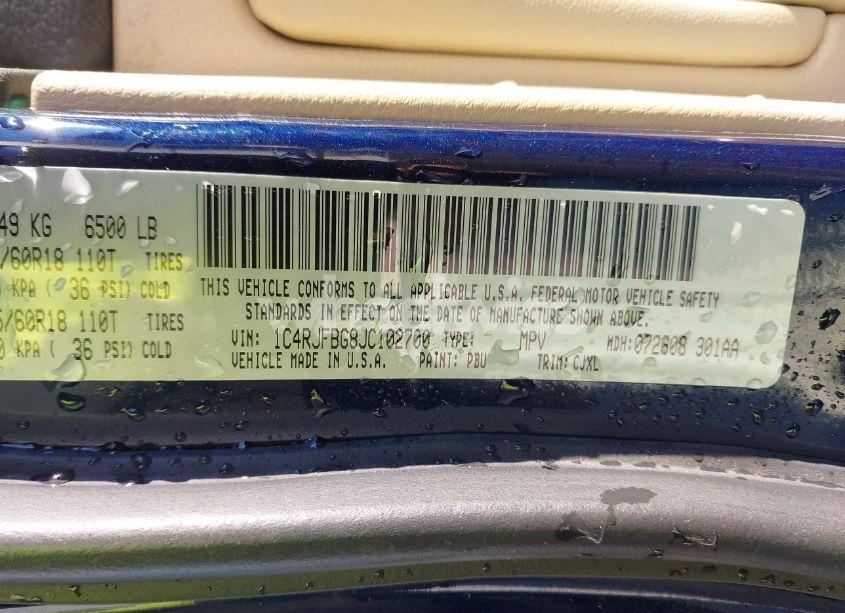 49 KG 6500 LB
/60R18 110T TIRES
KPA ( 36 PSI) COLD
5/60R18 110T TIRES
0 KPA ( 36 PSI) COLD
THIS VEHICLE CONFORMS TO ALL APPLICABLE U.S.A. FEDERAL MOTOR VEHICLE SAFETY
STANDARDS IN EFFECT ON THE DATE OF MANUFACTURE SHOWN ABOVE.
VIN: 1C4RJFBG8JC102700 TYPE: MPV MDH:072608 301AA
VEHICLE MADE IN U.S.A. PAINT: PBU TRIM: CJXL